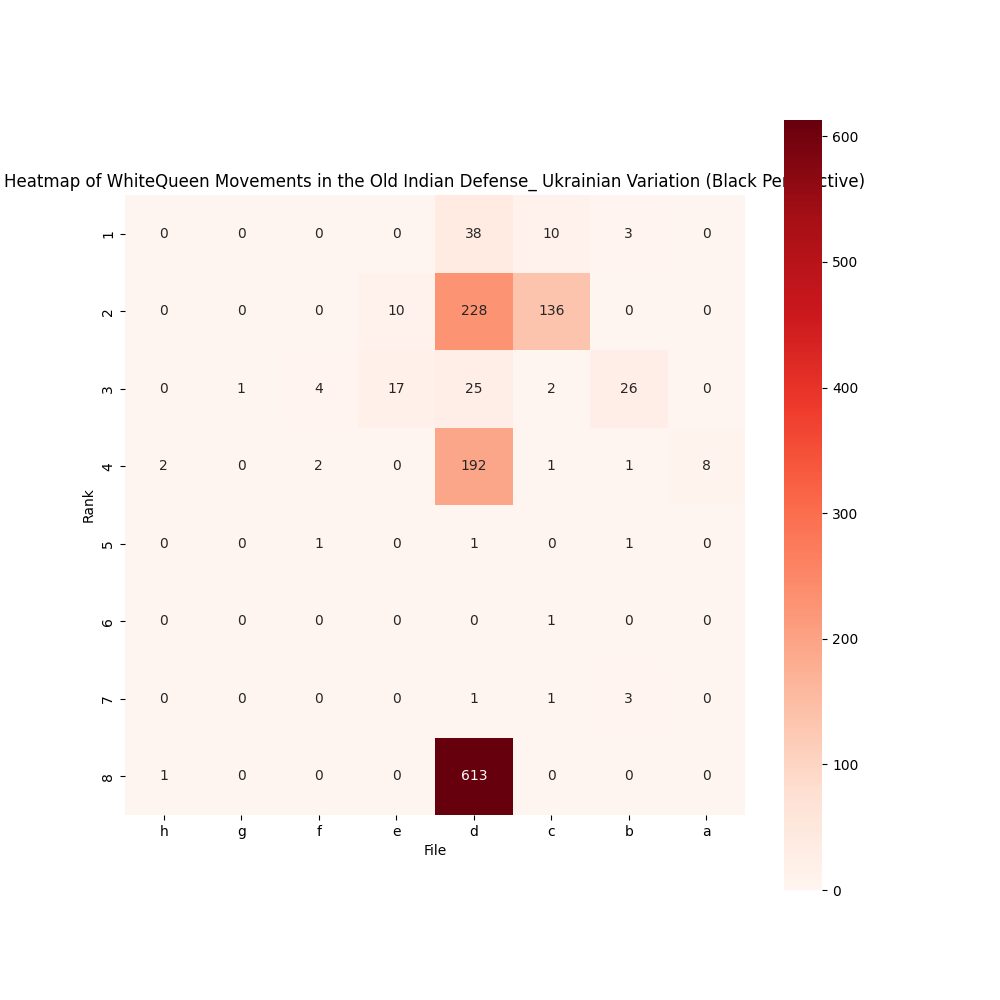 Heatmap of WhiteQueen Movements in the Old Indian Defense_ Ukrainian Variation (Black Perspective)
Rank
1 0 0 0 0 38 10 3 0
2 0 0 0 10 228 136 0 0
3 0 1 4 17 25 2 26 0
4 2 0 2 0 192 1 1 8
5 0 0 1 0 1 0 1 0
6 0 0 0 0 0 1 0 0
7 0 0 0 0 1 1 3 0
8 1 0 0 0 613 0 0 0
h g f e d c b a
File
600
500
400
300
200
100
0